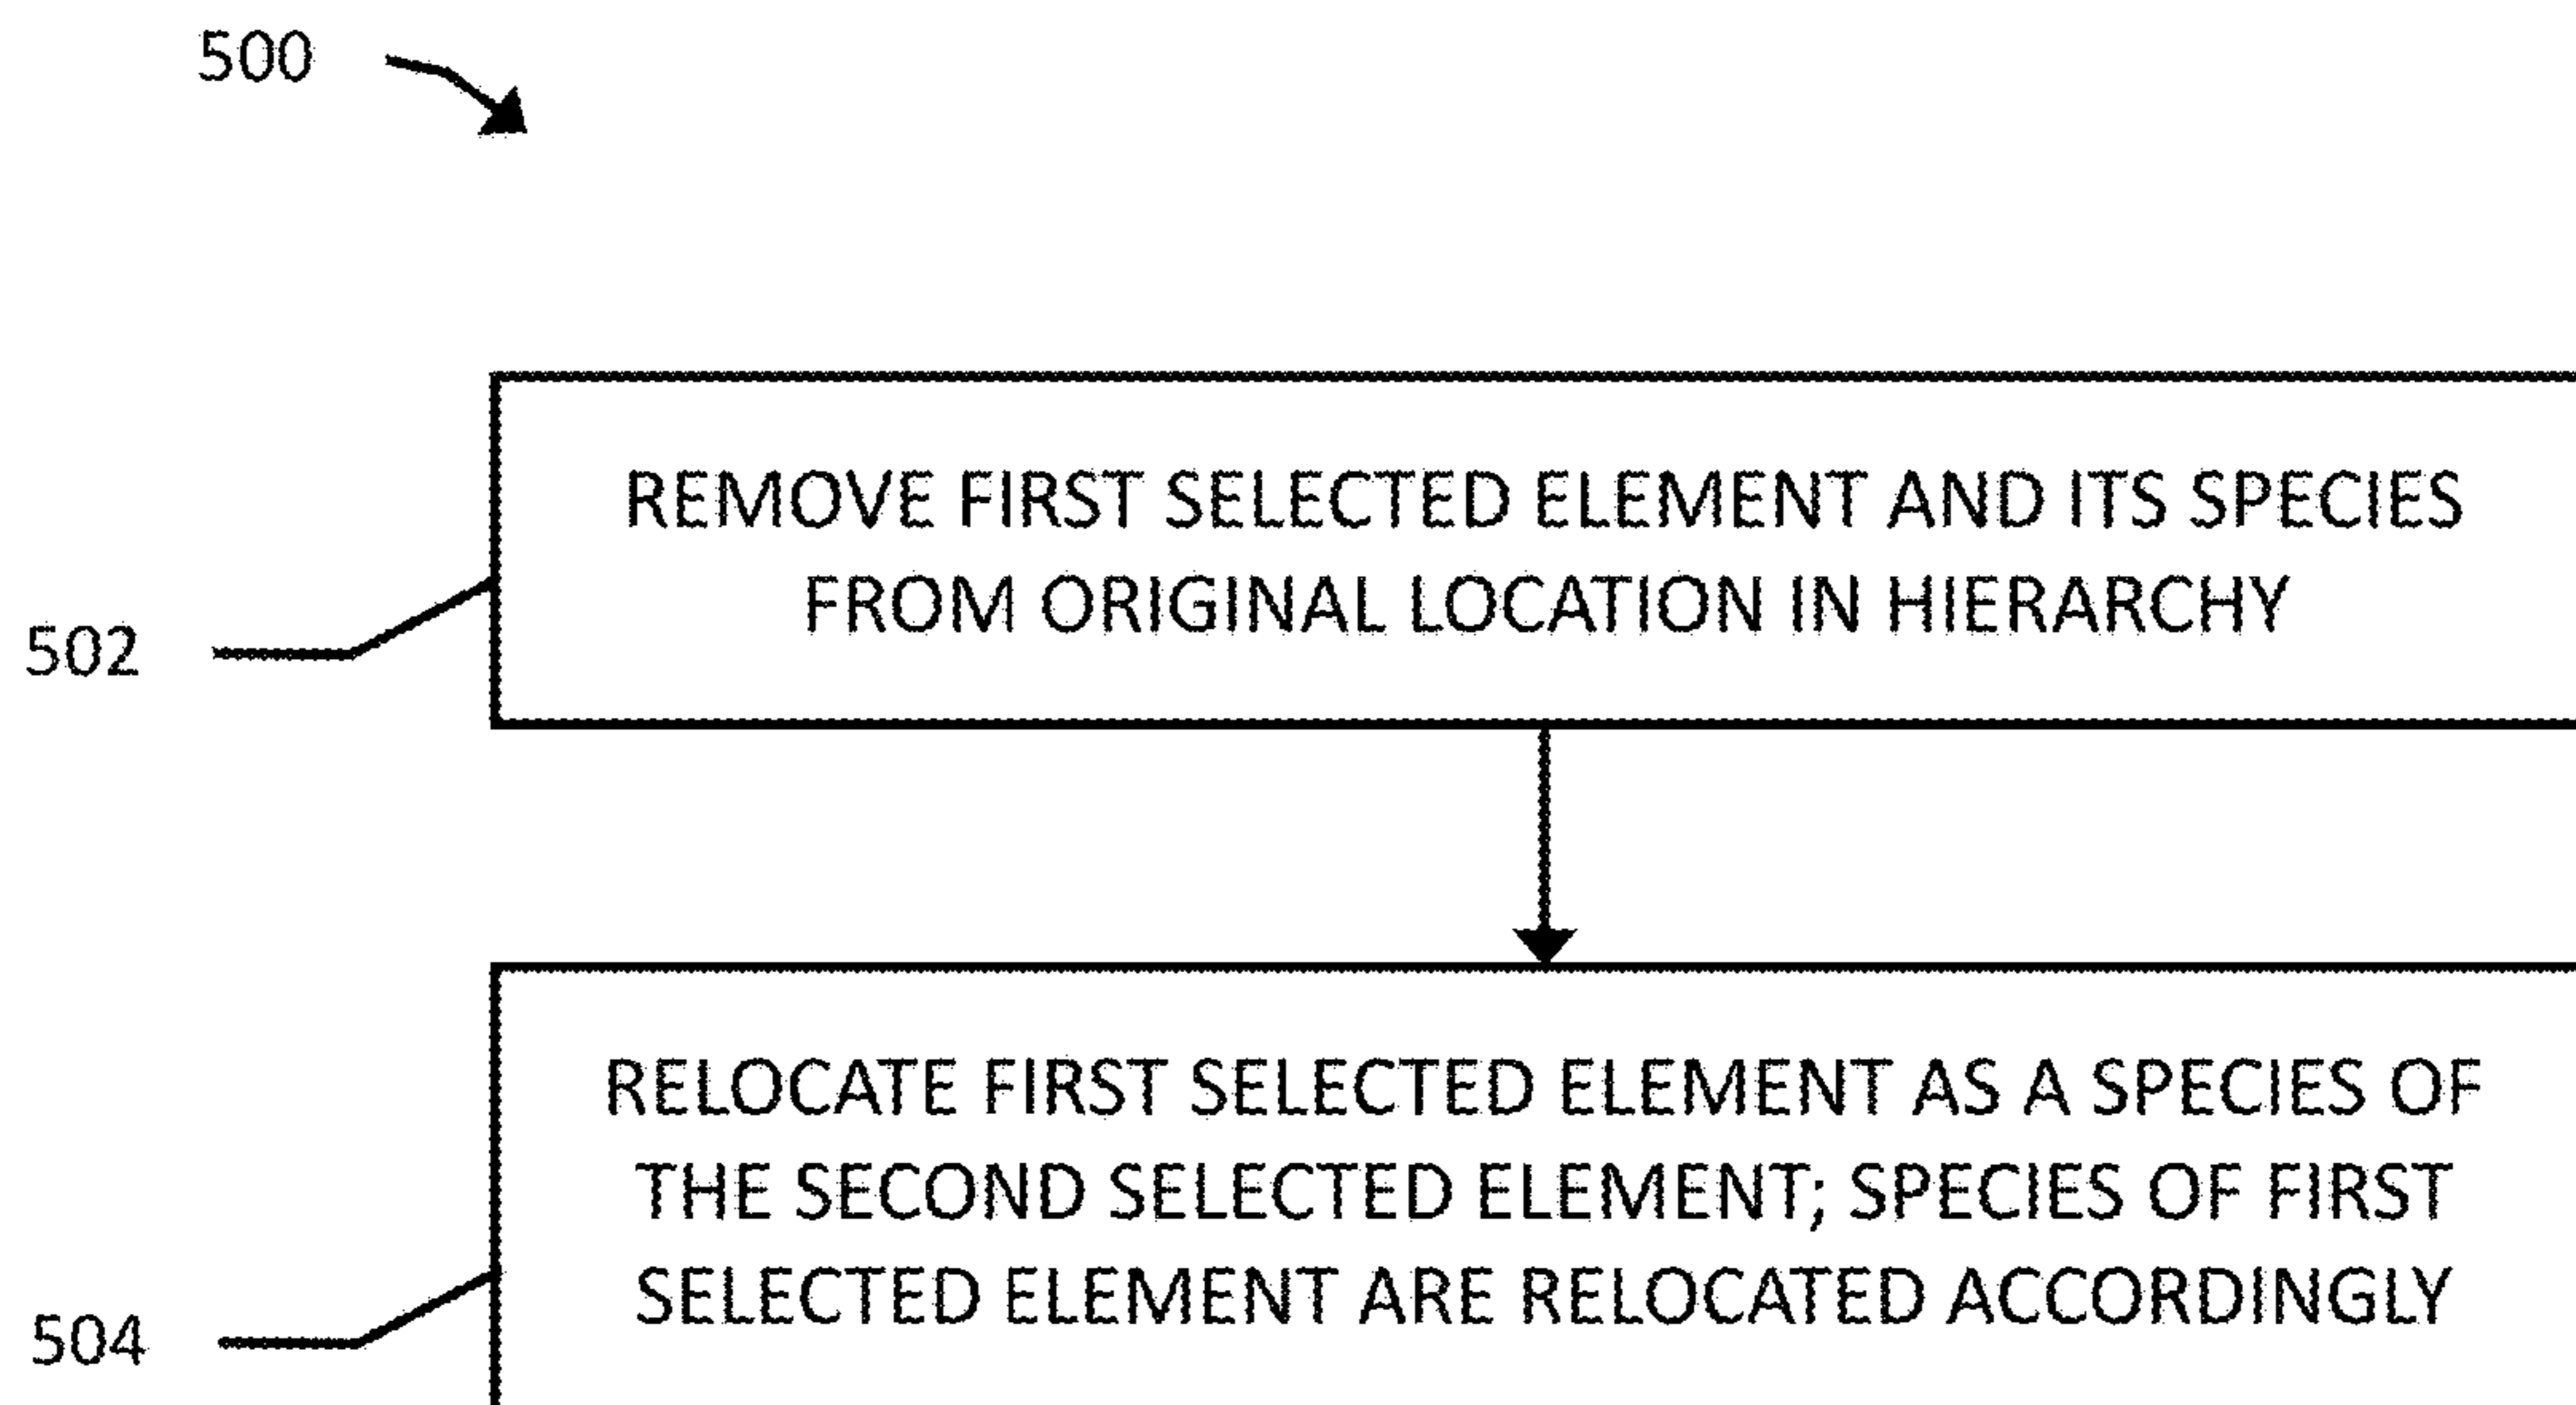 500
REMOVE FIRST SELECTED ELEMENT AND ITS SPECIES
FROM ORIGINAL LOCATION IN HIERARCHY
502
RELOCATE FIRST SELECTED ELEMENT AS A SPECIES OF
THE SECOND SELECTED ELEMENT; SPECIES OF FIRST
SELECTED ELEMENT ARE RELOCATED ACCORDINGLY
504